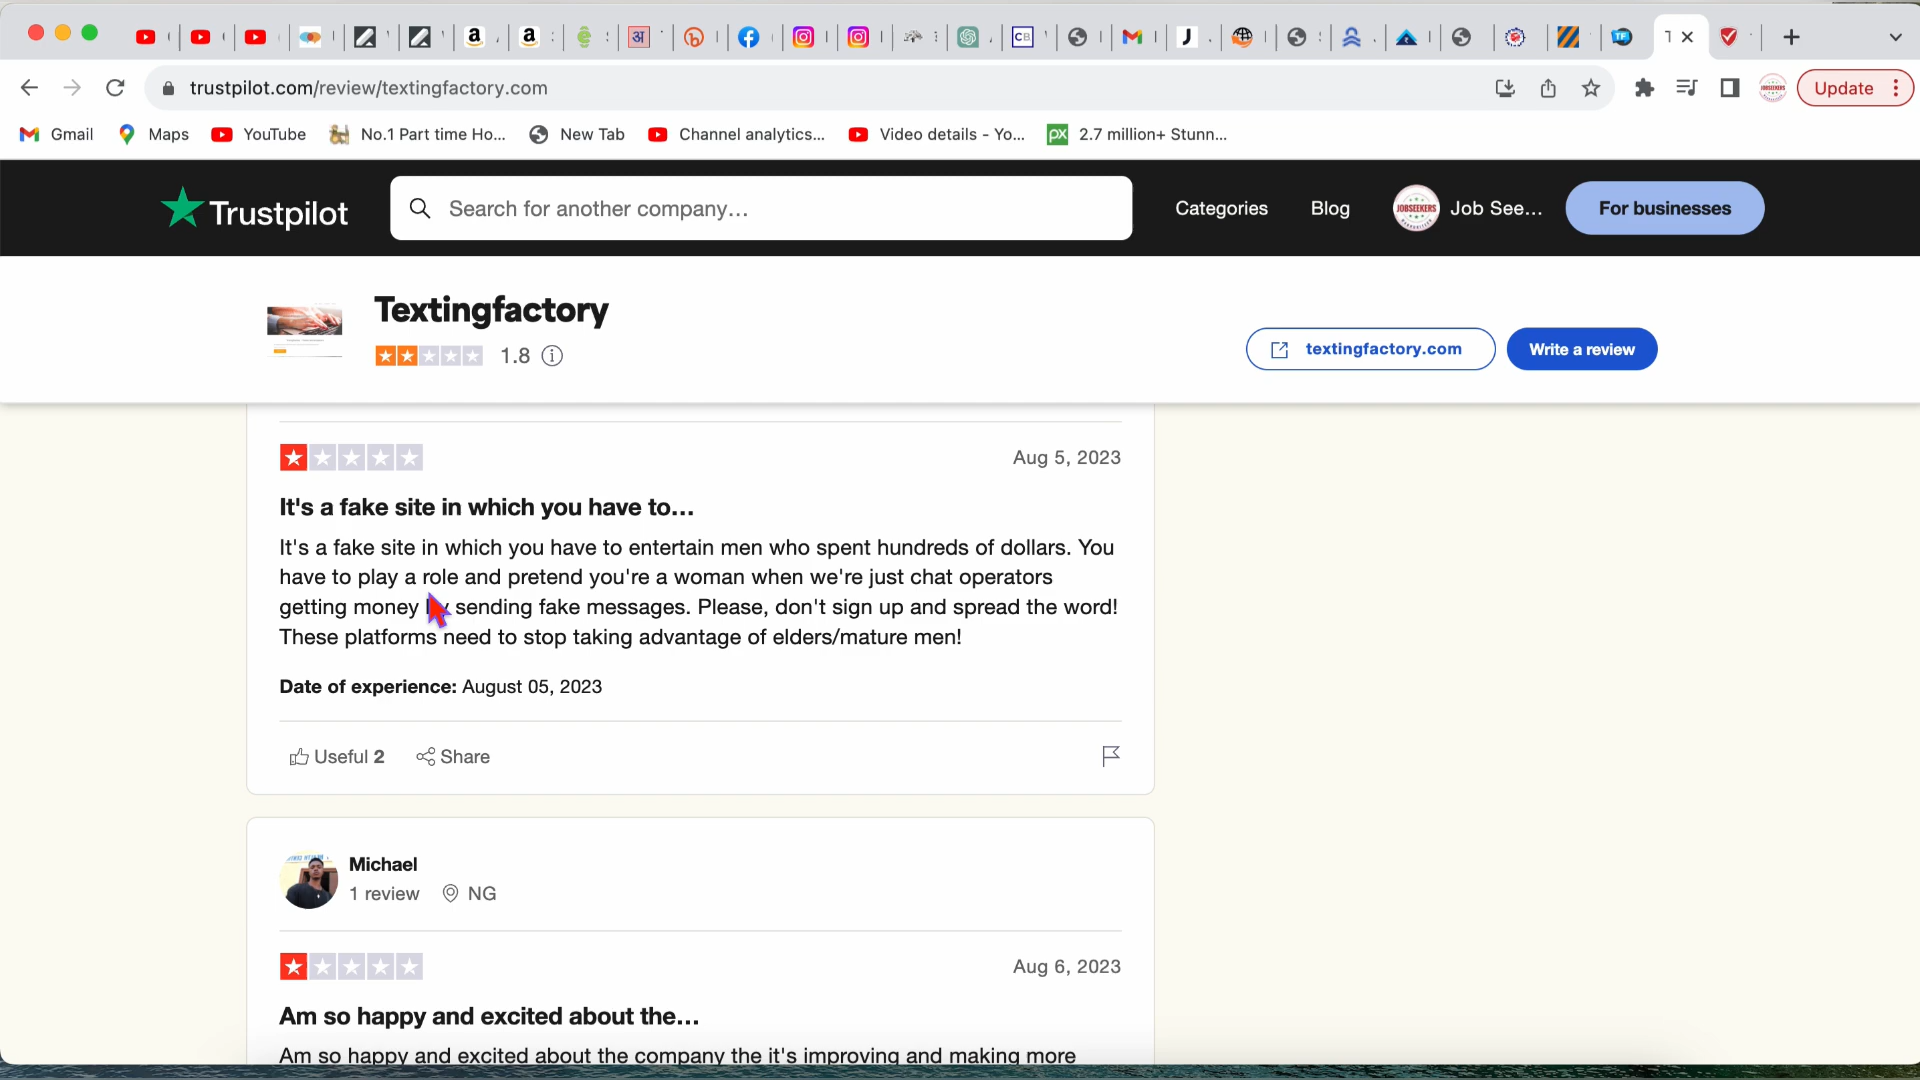 trustpilot.com/review/textingfactory.com
Update
Gmail
Maps
YouTube
No.1 Part time Ho...
New Tab
Channel analytics...
Video details - Yo...
2.7 million+ Stunn...
Trustpilot
Search for another company...
Categories
Blog
Job See...
For businesses
Textingfactory
1.8
textingfactory.com
Write a review
Aug 5, 2023
It's a fake site in which you have to...
It's a fake site in which you have to entertain men who spent hundreds of dollars. You
have to play a role and pretend you're a woman when we're just chat operators
getting money by sending fake messages. Please, don't sign up and spread the word!
These platforms need to stop taking advantage of elders/mature men!
Date of experience: August 05, 2023
Useful 2
Share
Michael
1 review
NG
Aug 6, 2023
Am so happy and excited about the...
Am so happy and excited about the company the it's improving and making more